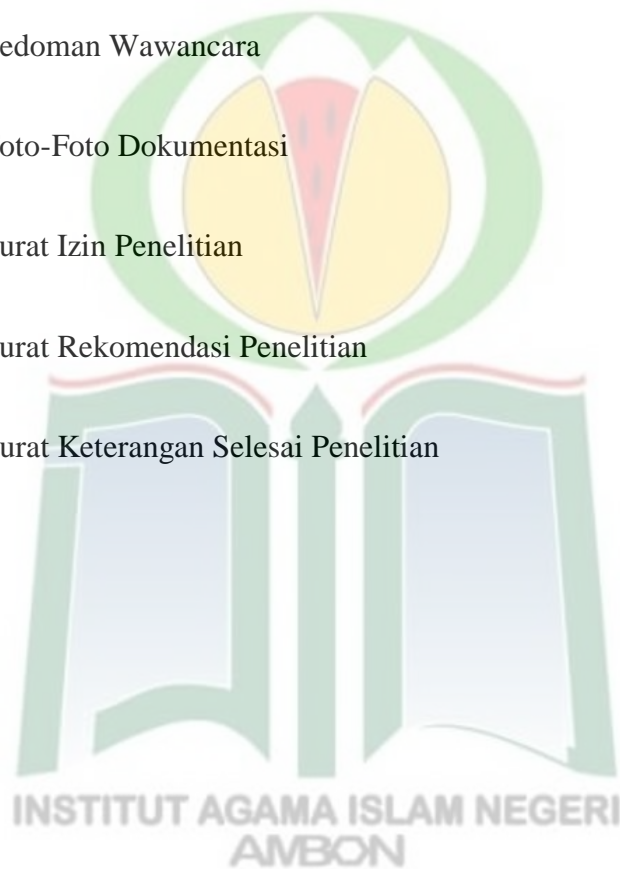 edoman Wawancara
oto-Foto Dokumentasi
urat Izin Penelitian
urat Rekomendasi Penelitian
urat Keterangan Selesai Penelitian
INSTITUT AGAMA ISLAM NEGERI
AMBON